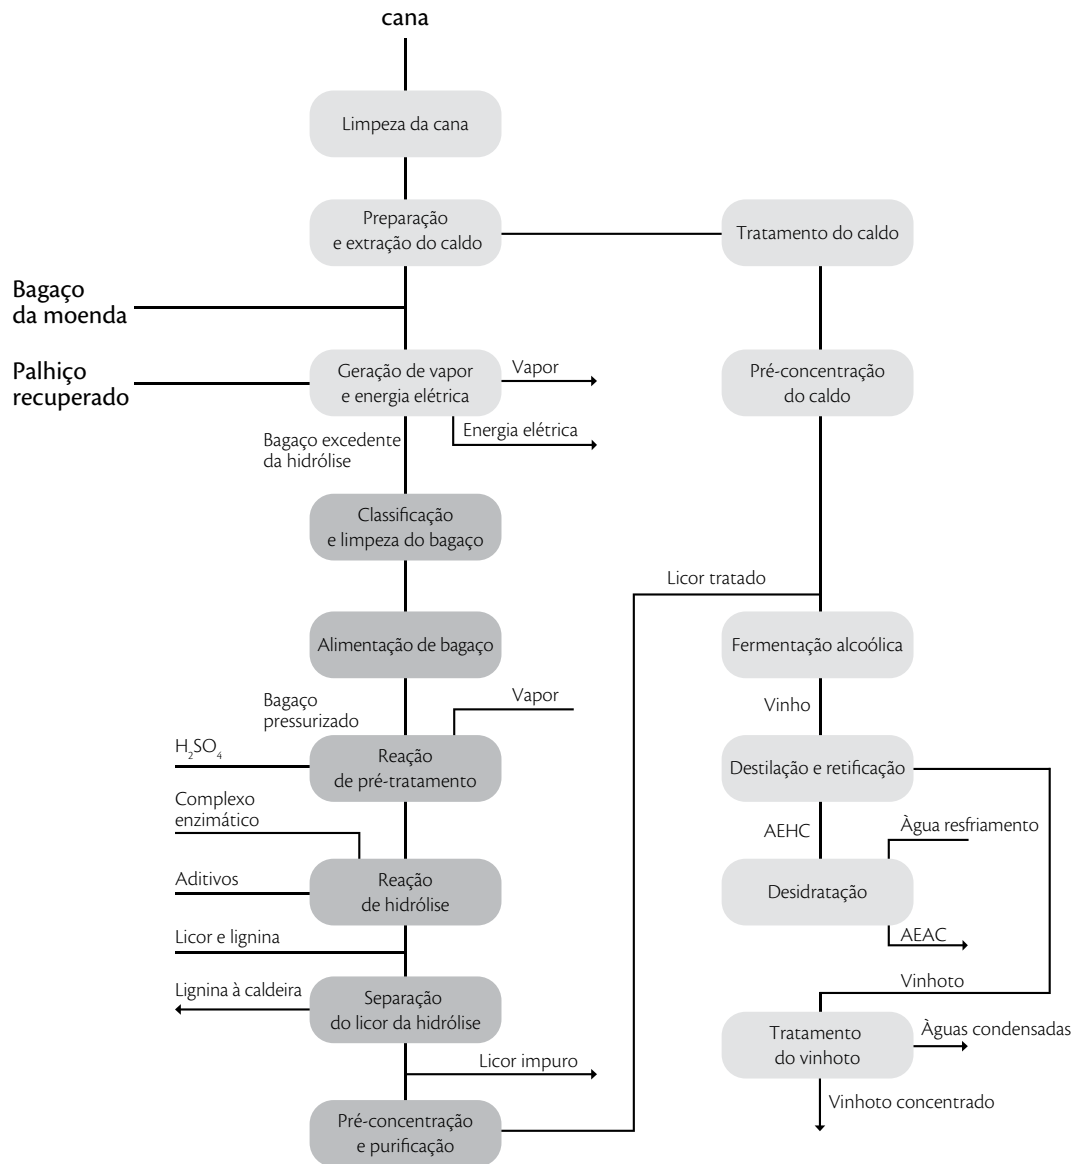 cana
Limpeza da cana
Preparação
e extração do caldo
Tratamento do caldo
Bagaço
da moenda
Palhiço
recuperado
Geração de vapor
e energia elétrica
Vapor
Energia elétrica
Pré-concentração
do caldo
Bagaço excedente
da hidrólise
Classificação
e limpeza do bagaço
Licor tratado
Alimentação de bagaço
Fermentação alcoólica
Bagaço
pressurizado
Vapor
Vinho
H₂SO₄
Reação
de pré-tratamento
Destilação e retificação
Complexo
enzimático
AEHC
Àgua resfriamento
Aditivos
Reação
de hidrólise
Desidratação
Licor e lignina
AEAC
Lignina à caldeira
Separação
do licor da hidrólise
Vinhoto
Tratamento
do vinhoto
Àguas condensadas
Licor impuro
Pré-concentração
e purificação
Vinhoto concentrado